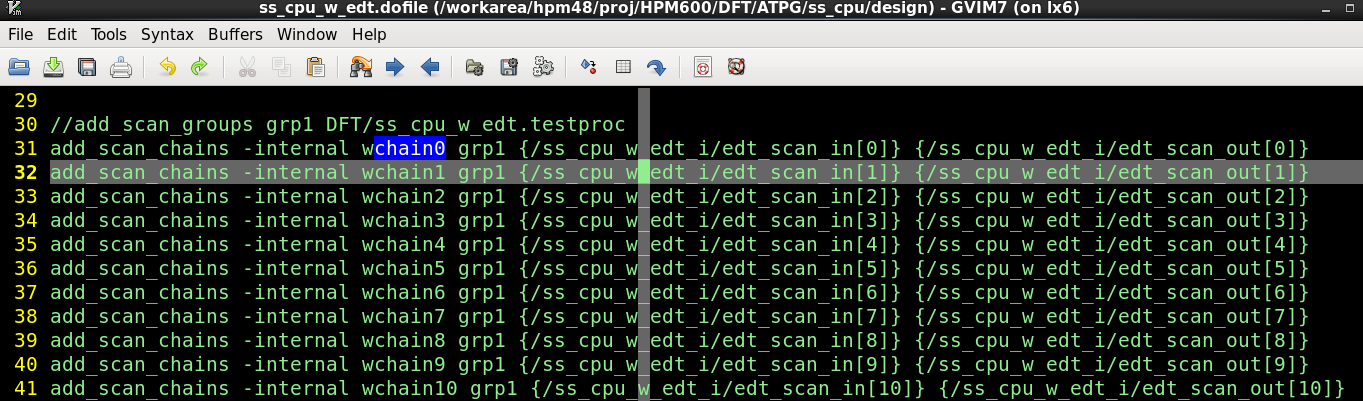 ss_cpu_w_edt.dofile (/workarea/hpm48/proj/HPM600/DFT/ATPG/ss_cpu/design) - GVIM7 (on lx6)
File Edit Tools Syntax Buffers Window Help
29
30 //add_scan_groups grp1 DFT/ss_cpu_w_edt.testproc
31 add_scan_chains -internal wchain0 grp1 {/ss_cpu_w_edt_i/edt_scan_in[0]} {/ss_cpu_w_edt_i/edt_scan_out[0]}
32 add_scan_chains -internal wchain1 grp1 {/ss_cpu_w_edt_i/edt_scan_in[1]} {/ss_cpu_w_edt_i/edt_scan_out[1]}
33 add_scan_chains -internal wchain2 grp1 {/ss_cpu_w_edt_i/edt_scan_in[2]} {/ss_cpu_w_edt_i/edt_scan_out[2]}
34 add_scan_chains -internal wchain3 grp1 {/ss_cpu_w_edt_i/edt_scan_in[3]} {/ss_cpu_w_edt_i/edt_scan_out[3]}
35 add_scan_chains -internal wchain4 grp1 {/ss_cpu_w_edt_i/edt_scan_in[4]} {/ss_cpu_w_edt_i/edt_scan_out[4]}
36 add_scan_chains -internal wchain5 grp1 {/ss_cpu_w_edt_i/edt_scan_in[5]} {/ss_cpu_w_edt_i/edt_scan_out[5]}
37 add_scan_chains -internal wchain6 grp1 {/ss_cpu_w_edt_i/edt_scan_in[6]} {/ss_cpu_w_edt_i/edt_scan_out[6]}
38 add_scan_chains -internal wchain7 grp1 {/ss_cpu_w_edt_i/edt_scan_in[7]} {/ss_cpu_w_edt_i/edt_scan_out[7]}
39 add_scan_chains -internal wchain8 grp1 {/ss_cpu_w_edt_i/edt_scan_in[8]} {/ss_cpu_w_edt_i/edt_scan_out[8]}
40 add_scan_chains -internal wchain9 grp1 {/ss_cpu_w_edt_i/edt_scan_in[9]} {/ss_cpu_w_edt_i/edt_scan_out[9]}
41 add_scan_chains -internal wchain10 grp1 {/ss_cpu_w_edt_i/edt_scan_in[10]} {/ss_cpu_w_edt_i/edt_scan_out[10]}